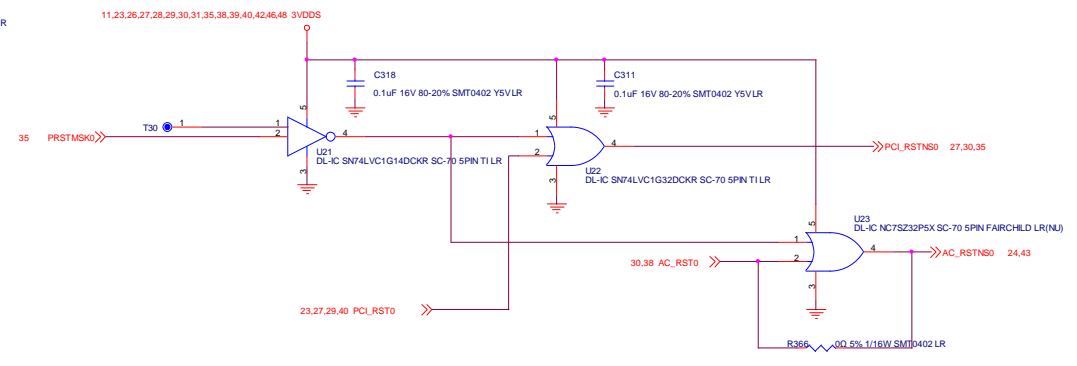 R
11,23,26,27,28,29,30,31,35,38,39,40,42,46,48 3VDDS
C318
0.1uF 16V 80-20% SMT0402 Y5V LR
C311
0.1uF 16V 80-20% SMT0402 Y5V LR
5
5
T30 1
1
35 PRSTMSK0
2
4
3
U21
DL-IC SN74LVC1G14DCKR SC-70 5PIN TI LR
1
2
4
3
PCI_RSTNS0 27,30,35
U22
DL-IC SN74LVC1G32DCKR SC-70 5PIN TI LR
5
U23
DL-IC NC7SZ32P5X SC-70 5PIN FAIRCHILD LR(NU)
1
2
4
3
30,38 AC_RST0
AC_RSTNS0 24,43
23,27,29,40 PCI_RST0
R366 0Ω 5% 1/16W SMT0402 LR